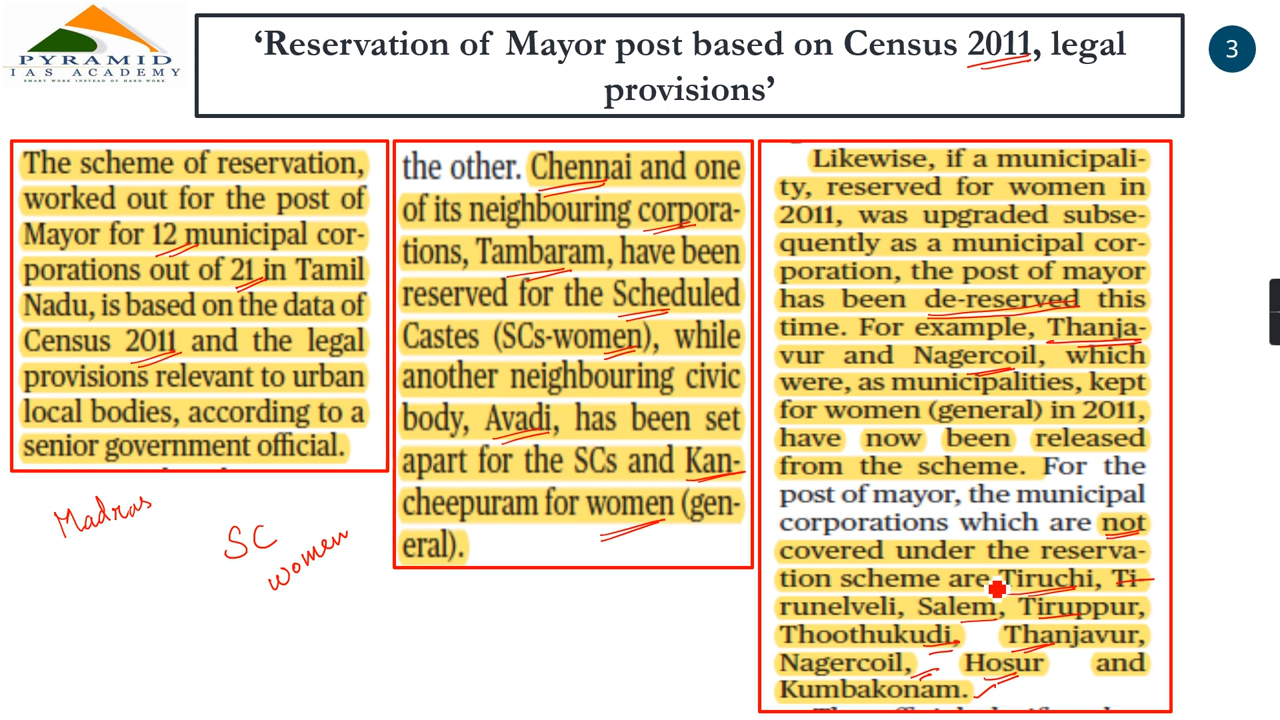 PYRAMID
IAS ACADEMY
SMART WORK INSTEAD OF HARD WORK
‘Reservation of Mayor post based on Census 2011, legal
provisions’
3
The scheme of reservation,
worked out for the post of
Mayor for 12 municipal cor-
porations out of 21 in Tamil
Nadu, is based on the data of
Census 2011 and the legal
provisions relevant to urban
local bodies, according to a
senior government official.
Madras
SC
women
the other. Chennai and one
of its neighbouring corpora-
tions, Tambaram, have been
reserved for the Scheduled
Castes (SCs-women), while
another neighbouring civic
body, Avadi, has been set
apart for the SCs and Kan-
cheepuram for women (gen-
eral).
Likewise, if a municipali-
ty, reserved for women in
2011, was upgraded subse-
quently as a municipal cor-
poration, the post of mayor
has been de-reserved this
time. For example, Thanja-
vur and Nagercoil, which
were, as municipalities, kept
for women (general) in 2011,
have now been released
from the scheme. For the
post of mayor, the municipal
corporations which are not
covered under the reserva-
tion scheme are Tiruchi, Ti-
runelveli, Salem, Tiruppur,
Thoothukudi, Thanjavur,
Nagercoil, Hosur and
Kumbakonam.